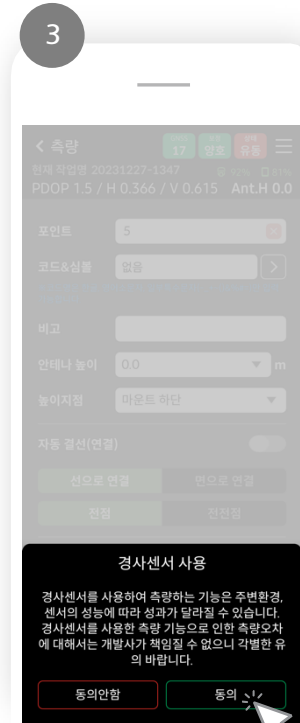 3
측량
17 양호 유동
현재 작업명 20231227-1347 92% 81%
PDOP 1.5 / H 0.366 / V 0.615 Ant.H 0.0
포인트 5
코드&심볼 없음
비고
안테나 높이 0.0 m
높이지정 마운트 하단
자동 결선(연결)
선으로 연결 면으로 연결
전점 전전점
경사센서 사용
경사센서를 사용하여 측량하는 기능은 주변환경,
센서의 성능에 따라 성과가 달라질 수 있습니다.
경사센서를 사용한 측량 기능으로 인한 측량오차
에 대해서는 개발사가 책임질 수 없으니 각별한 유
의 바랍니다.
동의안함 동의